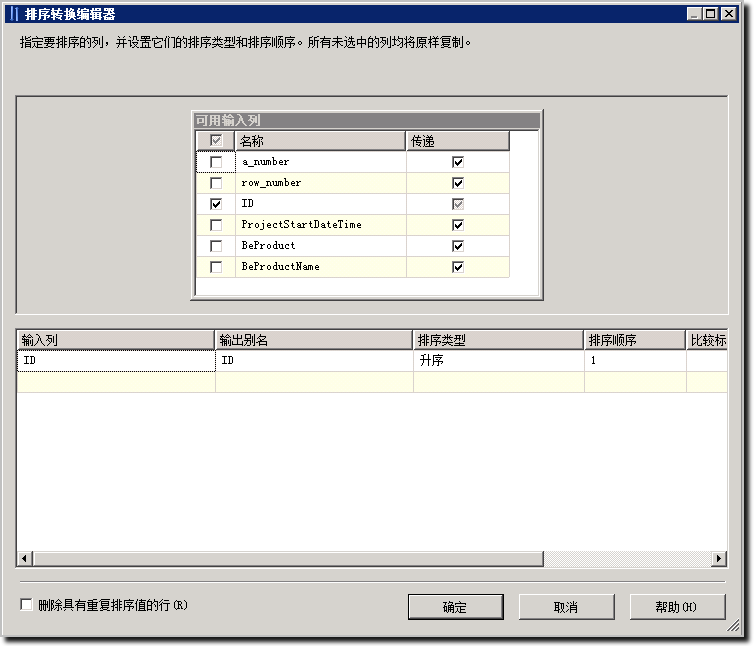 排序转换编辑器
指定要排序的列，并设置它们的排序类型和排序顺序。所有未选中的列均将原样复制。
可用输入列
名称 传递
a_number
row_number
ID
ProjectStartDateTime
BeProduct
BeProductName
输入列 输出别名 排序类型 排序顺序 比较标
ID ID 升序 1
删除具有重复排序值的行(R)
确定 取消 帮助(H)